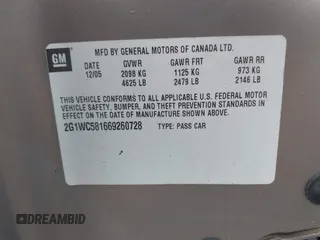 GM
MFD BY GENERAL MOTORS OF CANADA LTD.
DATE GVWR GAWR FRT GAWR RR
12/05 2098 KG 1125 KG 973 KG
4625 LB 2479 LB 2146 LB
THIS VEHICLE CONFORMS TO ALL APPLICABLE U.S. FEDERAL MOTOR
VEHICLE SAFETY, BUMPER, AND THEFT PREVENTION STANDARDS IN
EFFECT ON THE DATE OF MANUFACTURE SHOWN ABOVE.
2G1WC581669260728 TYPE: PASS CAR
DREAMBID